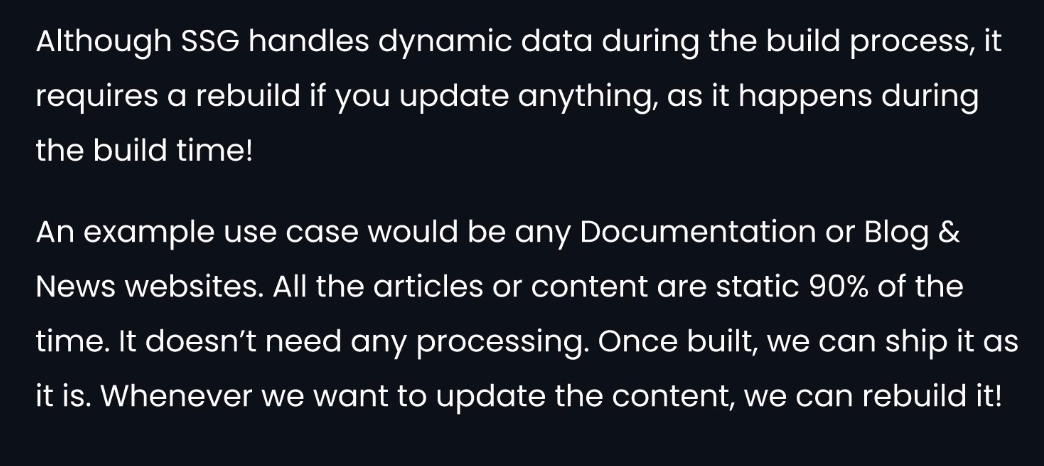 Although SSG handles dynamic data during the build process, it
requires a rebuild if you update anything, as it happens during
the build time!
An example use case would be any Documentation or Blog &
News websites. All the articles or content are static 90% of the
time. It doesn’t need any processing. Once built, we can ship it as
it is. Whenever we want to update the content, we can rebuild it!